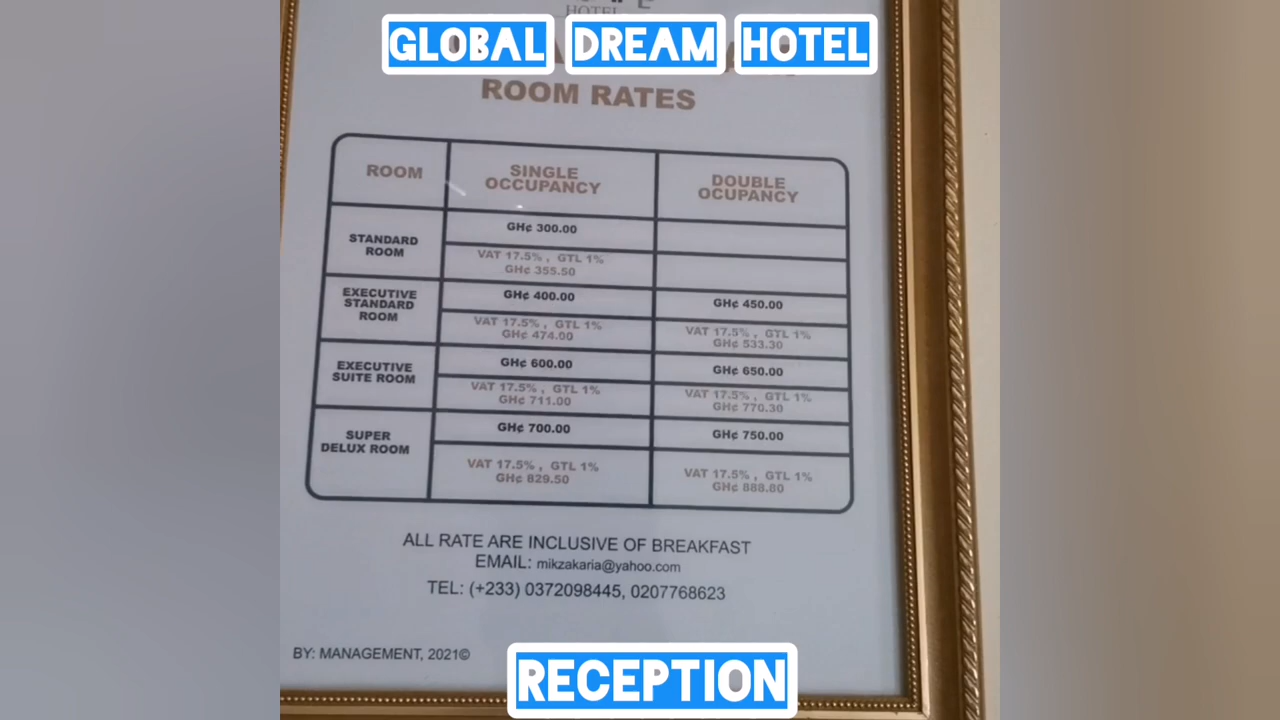 HOTEL
GLOBAL DREAM HOTEL
ROOM RATES
ROOM
SINGLE
OCCUPANCY
DOUBLE
OCUPANCY
STANDARD
ROOM
GH¢ 300.00
VAT 17.5% , GTL 1%
GH¢ 355.50
EXECUTIVE
STANDARD
ROOM
GH¢ 400.00
GH¢ 450.00
VAT 17.5% , GTL 1%
GH¢ 474.00
VAT 17.5% , GTL 1%
GH¢ 533.30
EXECUTIVE
SUITE ROOM
GH¢ 600.00
GH¢ 650.00
VAT 17.5% , GTL 1%
GH¢ 711.00
VAT 17.5% , GTL 1%
GH¢ 770.30
SUPER
DELUX ROOM
GH¢ 700.00
GH¢ 750.00
VAT 17.5% , GTL 1%
GH¢ 829.50
VAT 17.5% , GTL 1%
GH¢ 888.80
ALL RATE ARE INCLUSIVE OF BREAKFAST
EMAIL: mikzakaria@yahoo.com
TEL: (+233) 0372098445, 0207768623
BY: MANAGEMENT, 2021©
RECEPTION